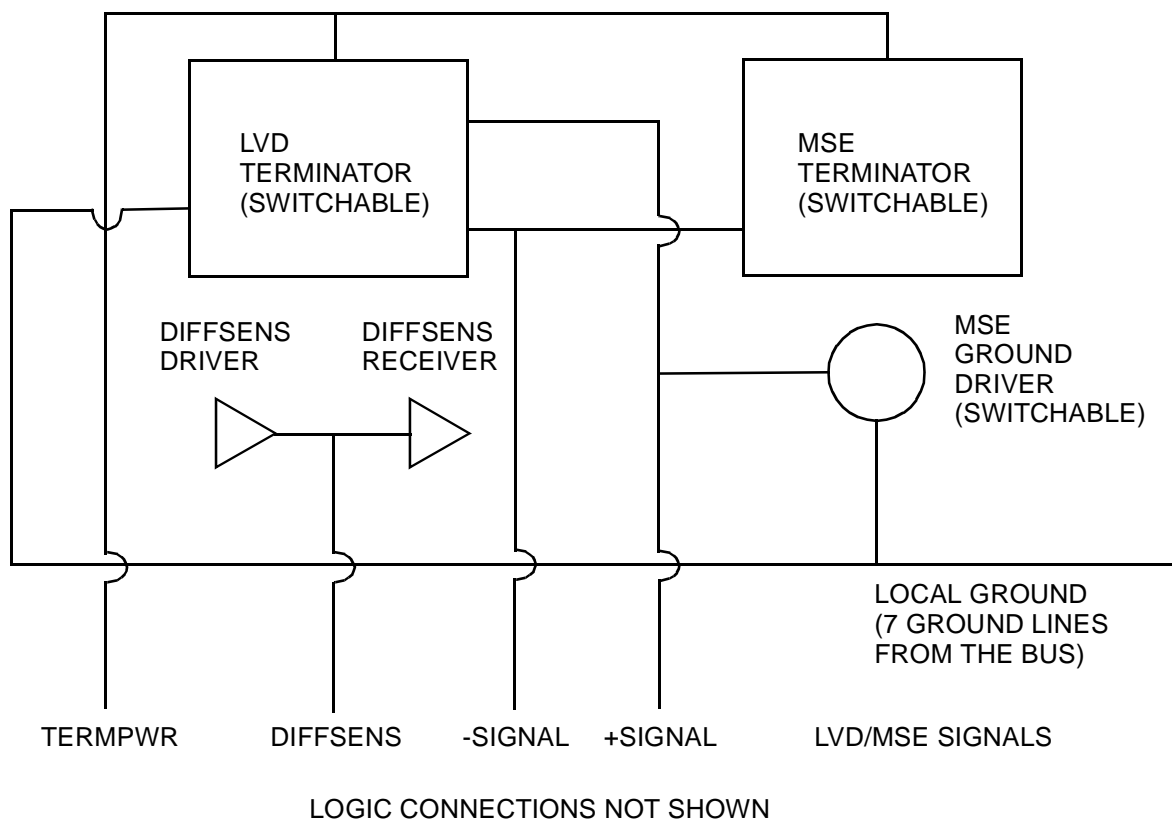 LVD
TERMINATOR
(SWITCHABLE)
MSE
TERMINATOR
(SWITCHABLE)
DIFFSENS
DRIVER
DIFFSENS
RECEIVER
MSE
GROUND
DRIVER
(SWITCHABLE)
LOCAL GROUND
(7 GROUND LINES
FROM THE BUS)
TERMPWR
DIFFSENS
-SIGNAL
+SIGNAL
LVD/MSE SIGNALS
LOGIC CONNECTIONS NOT SHOWN